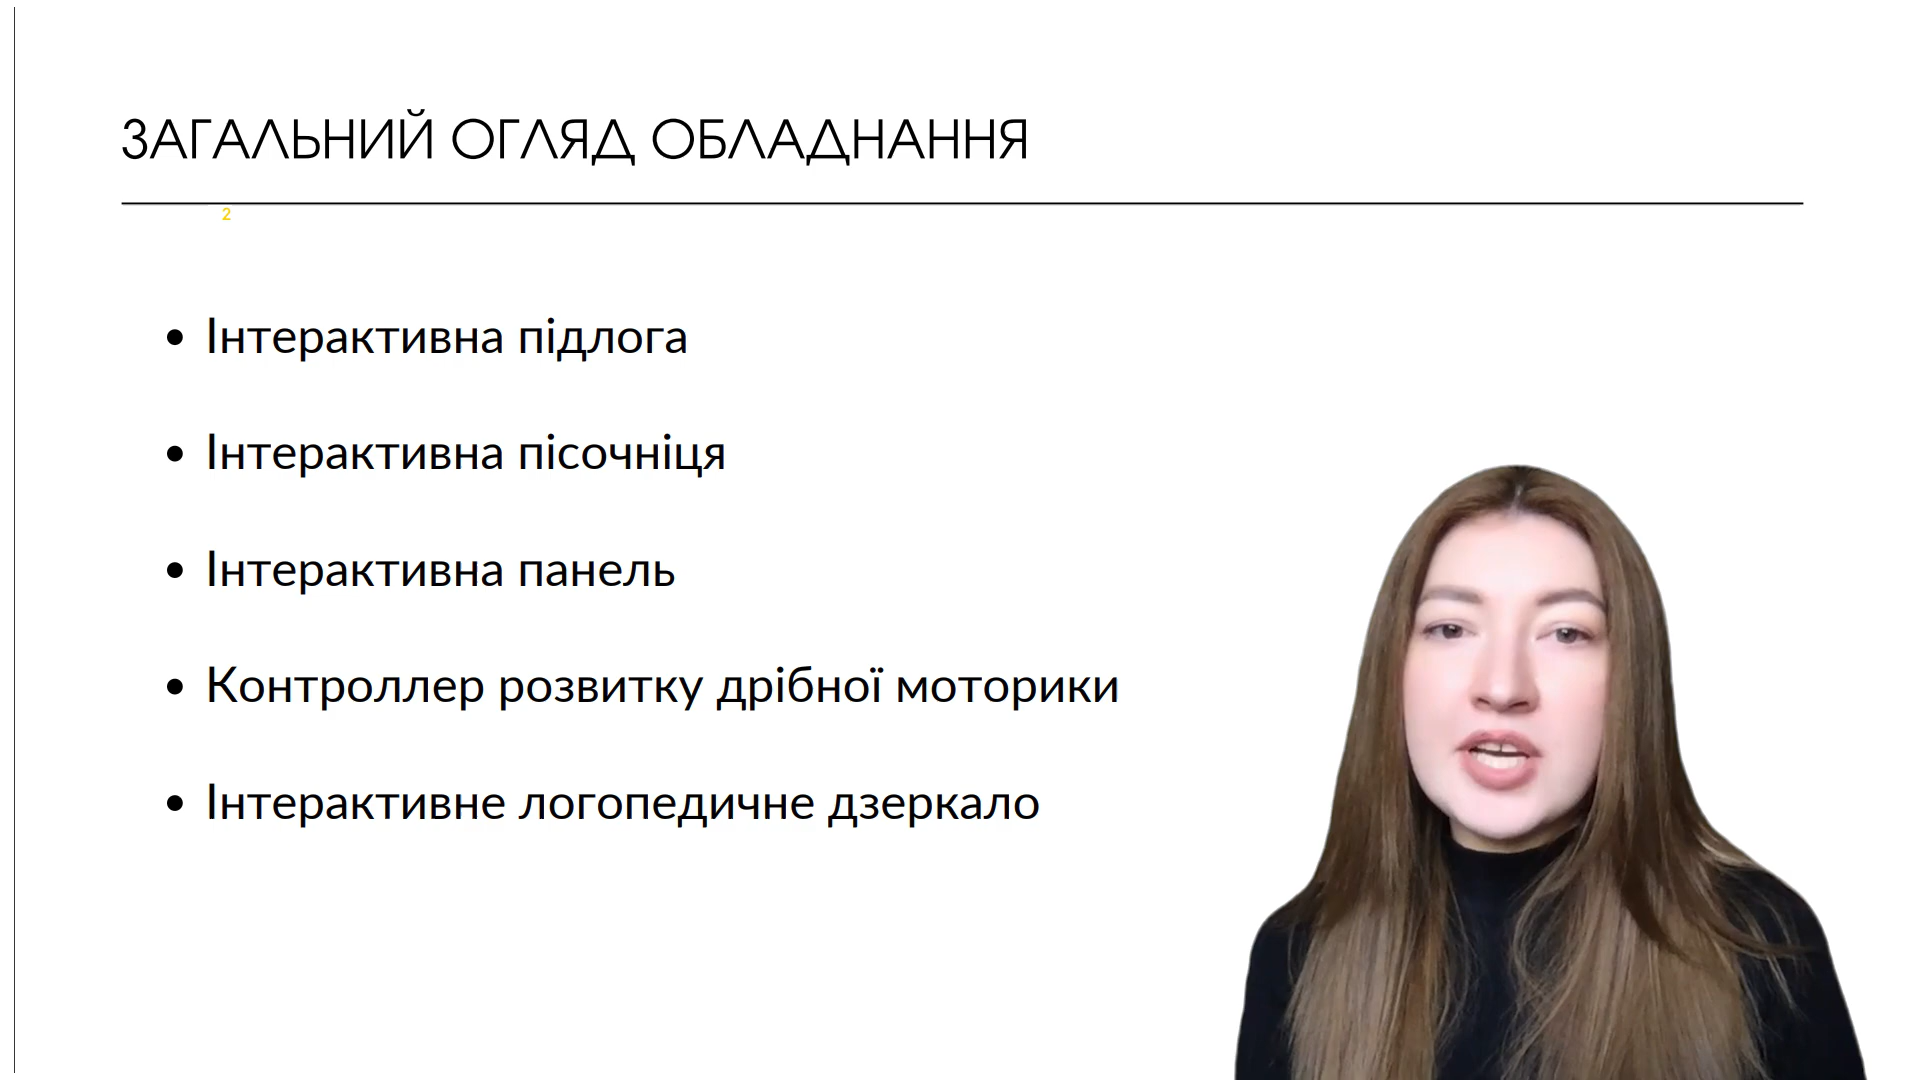 ЗАГАЛЬНИЙ ОГЛЯД ОБЛАДНАННЯ
2
• Інтерактивна підлога
• Інтерактивна пісочніця
• Інтерактивна панель
• Контроллер розвитку дрібної моторики
• Інтерактивне логопедичне дзеркало